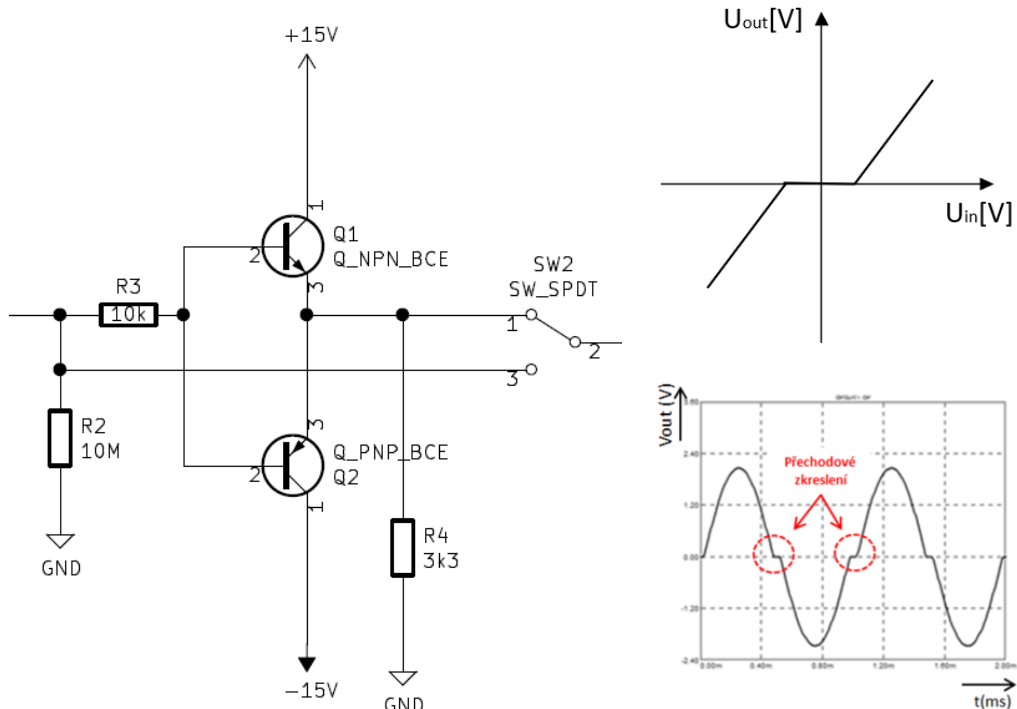 +15V
1
2
Q1
Q_NPN_BCE
3
R3
10k
SW2
SW_SPDT
1
2
3
R2
10M
GND
3
Q_PNP_BCE
2
Q2
1
R4
3k3
-15V
GND
Uout[V]
Uin[V]
Vout (V)
3.60
2.40
1.20
0.00
-1.20
-2.40
Přechodové
zkreslení
0.00m 0.40m 0.80m 1.20m 1.60m 2.00m
t(ms)